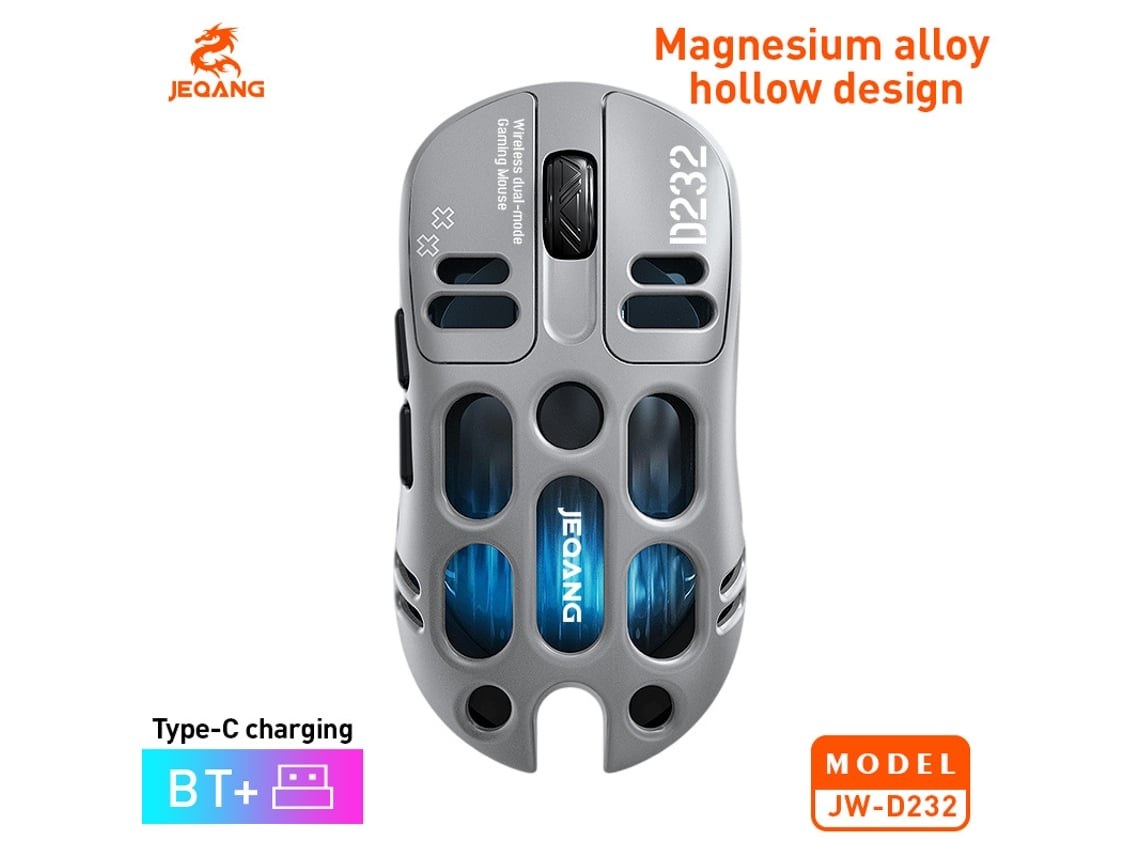 JEQANG
Magnesium alloy
hollow design
Wireless dual-mode
Gaming Mouse
D232
JEQANG
Type-C charging
BT+
MODEL
JW-D232